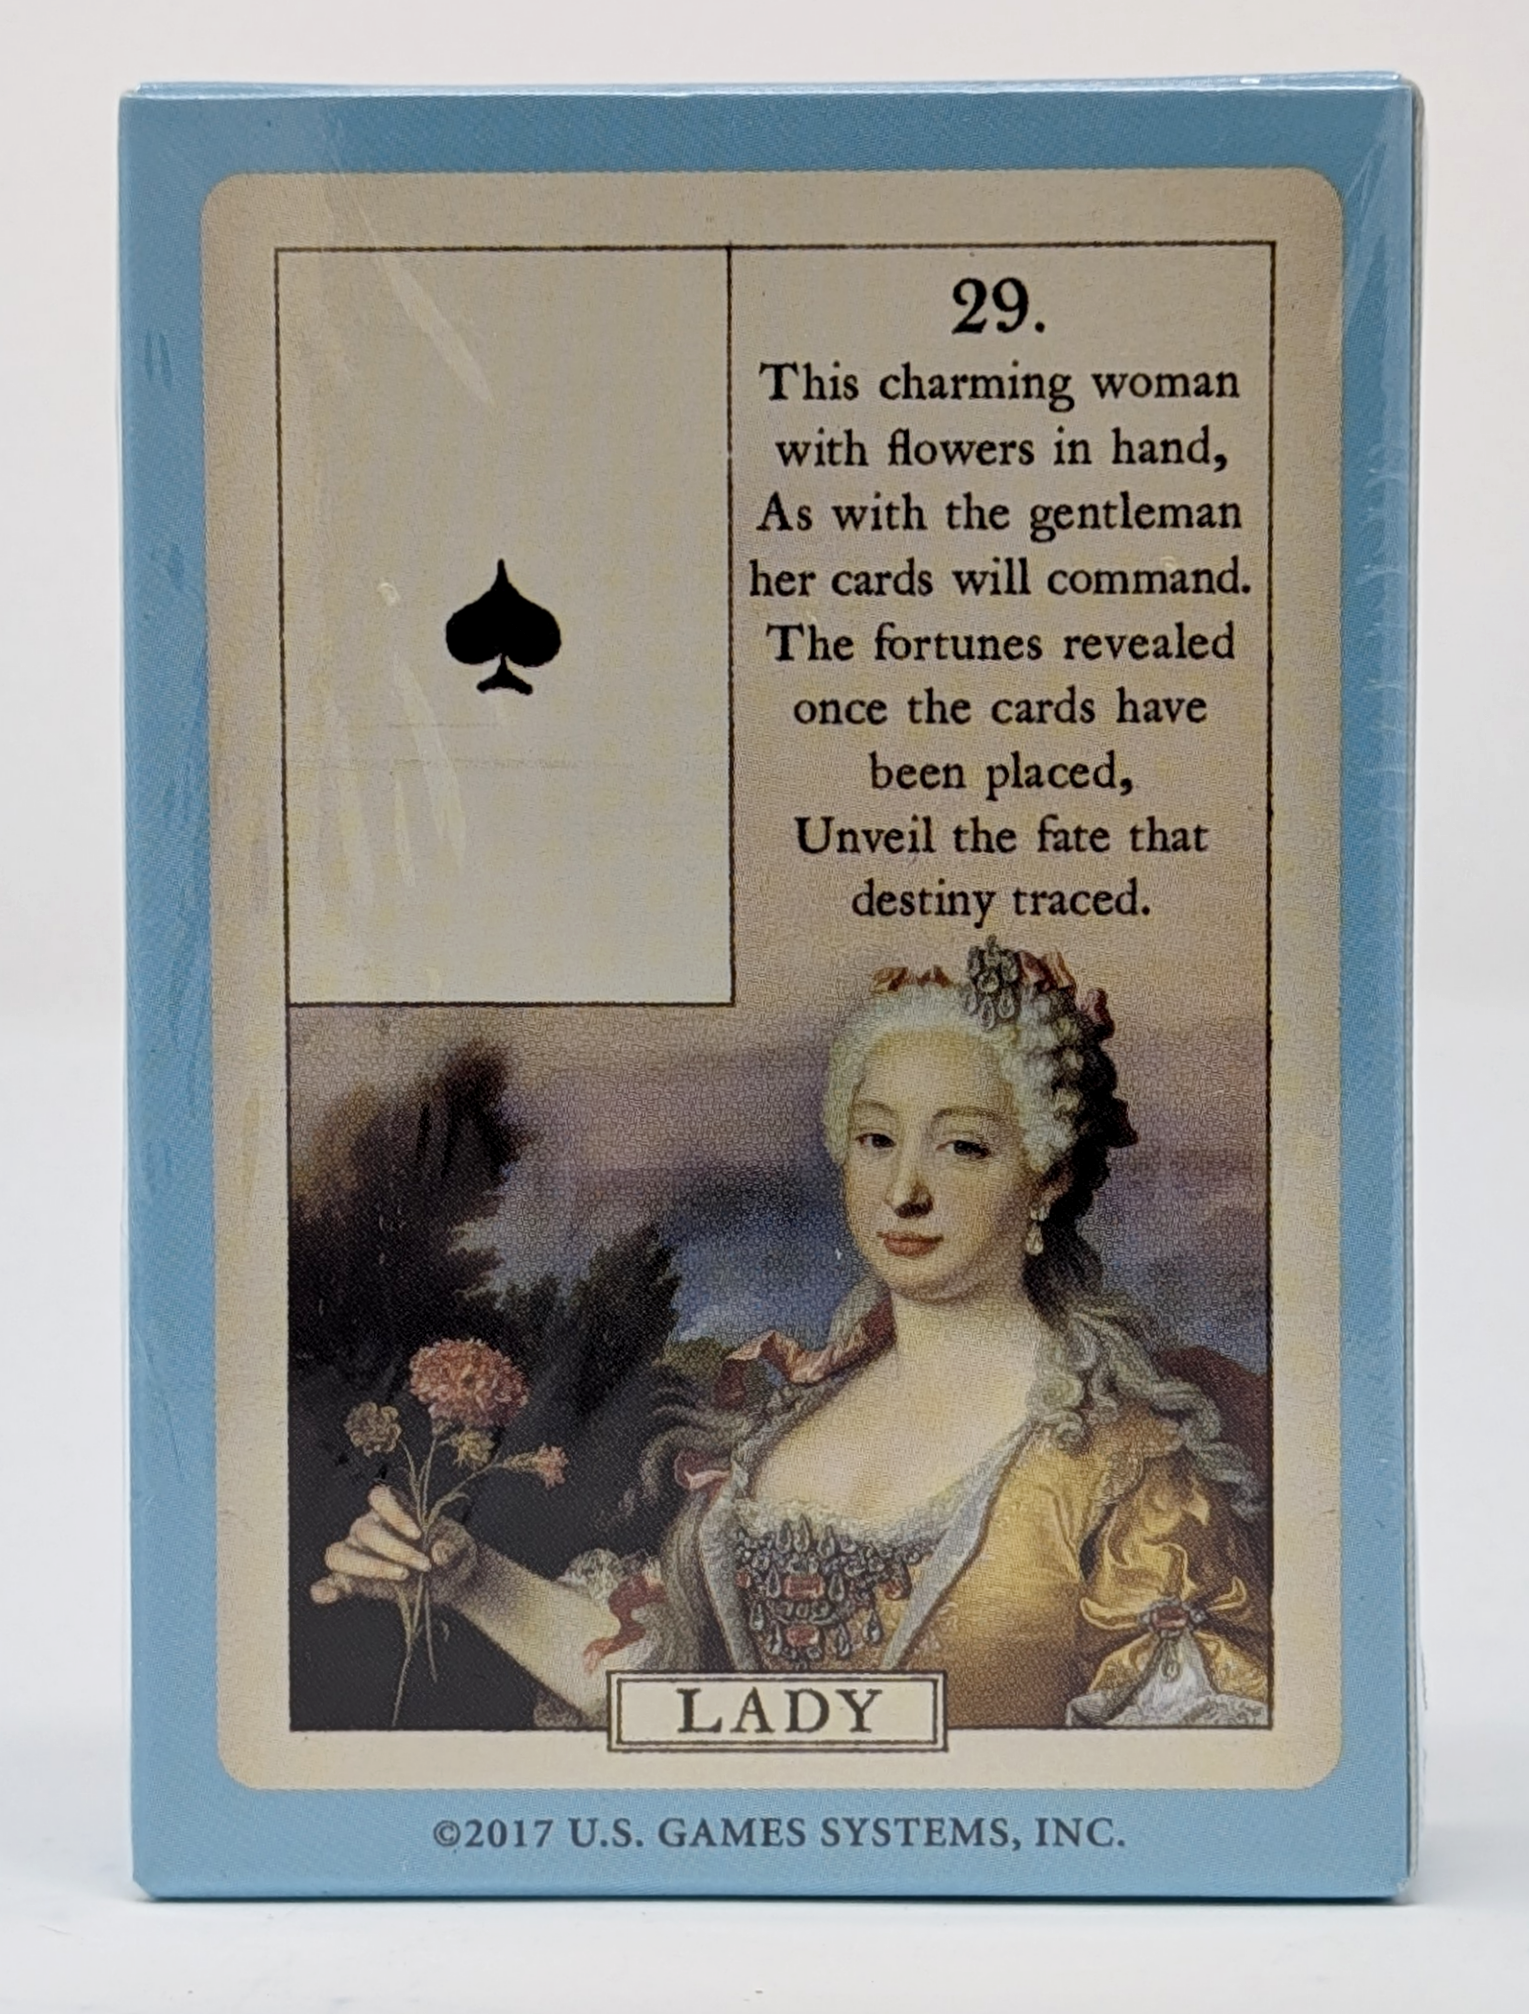 29.
This charming woman
with flowers in hand,
As with the gentleman
her cards will command.
The fortunes revealed
once the cards have
been placed,
Unveil the fate that
destiny traced.
LADY
©2017 U.S. GAMES SYSTEMS, INC.